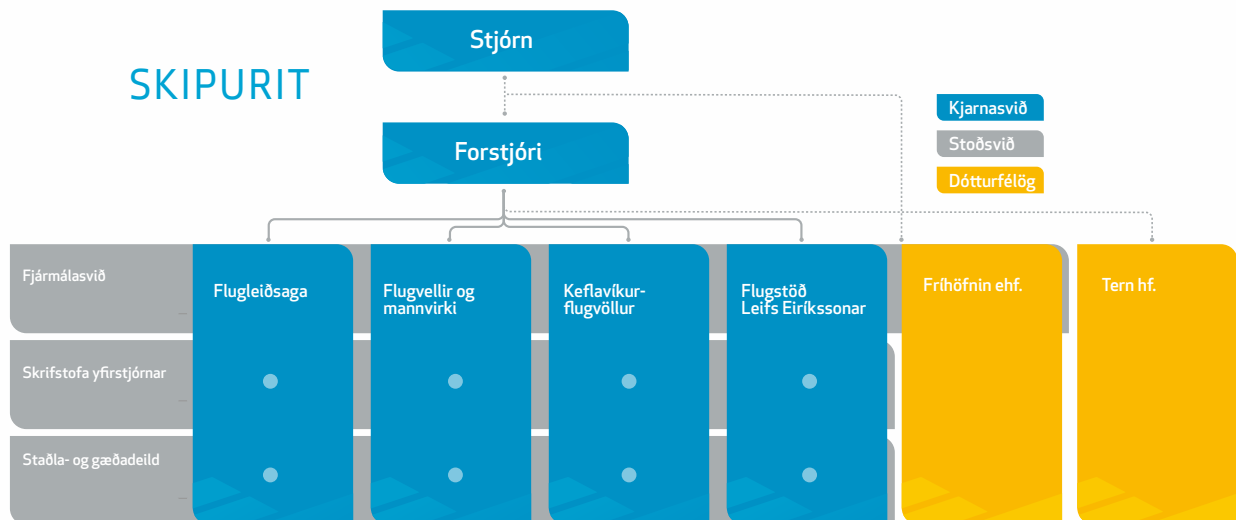 Stjórn
SKIPURIT
Kjarnasvið
Forstjóri
Stoðsvið
Dótturfélög
Fjármálasvið
Flugleiðsaga
Flugvellir og
mannvirki
Keflavíkur-
flugvöllur
Flugstöð
Leifs Eiríkssonar
Fríhöfnin ehf.
Tern hf.
Skrifstofa yfirstjórnar
Staðla- og gæðadeild